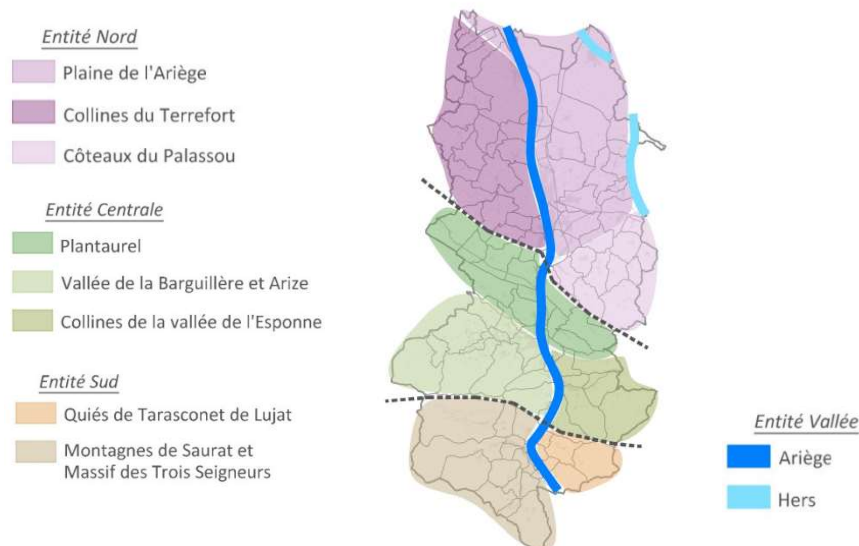 Entité Nord
Plaine de l'Ariège
Collines du Terrefort
Côteaux du Palassou
Entité Centrale
Plantaurel
Vallée de la Barguillère et Arize
Collines de la vallée de l'Esponne
Entité Sud
Quiés de Tarasconet de Lujat
Montagnes de Saurat et
Massif des Trois Seigneurs
Entité Vallée
Ariège
Hers